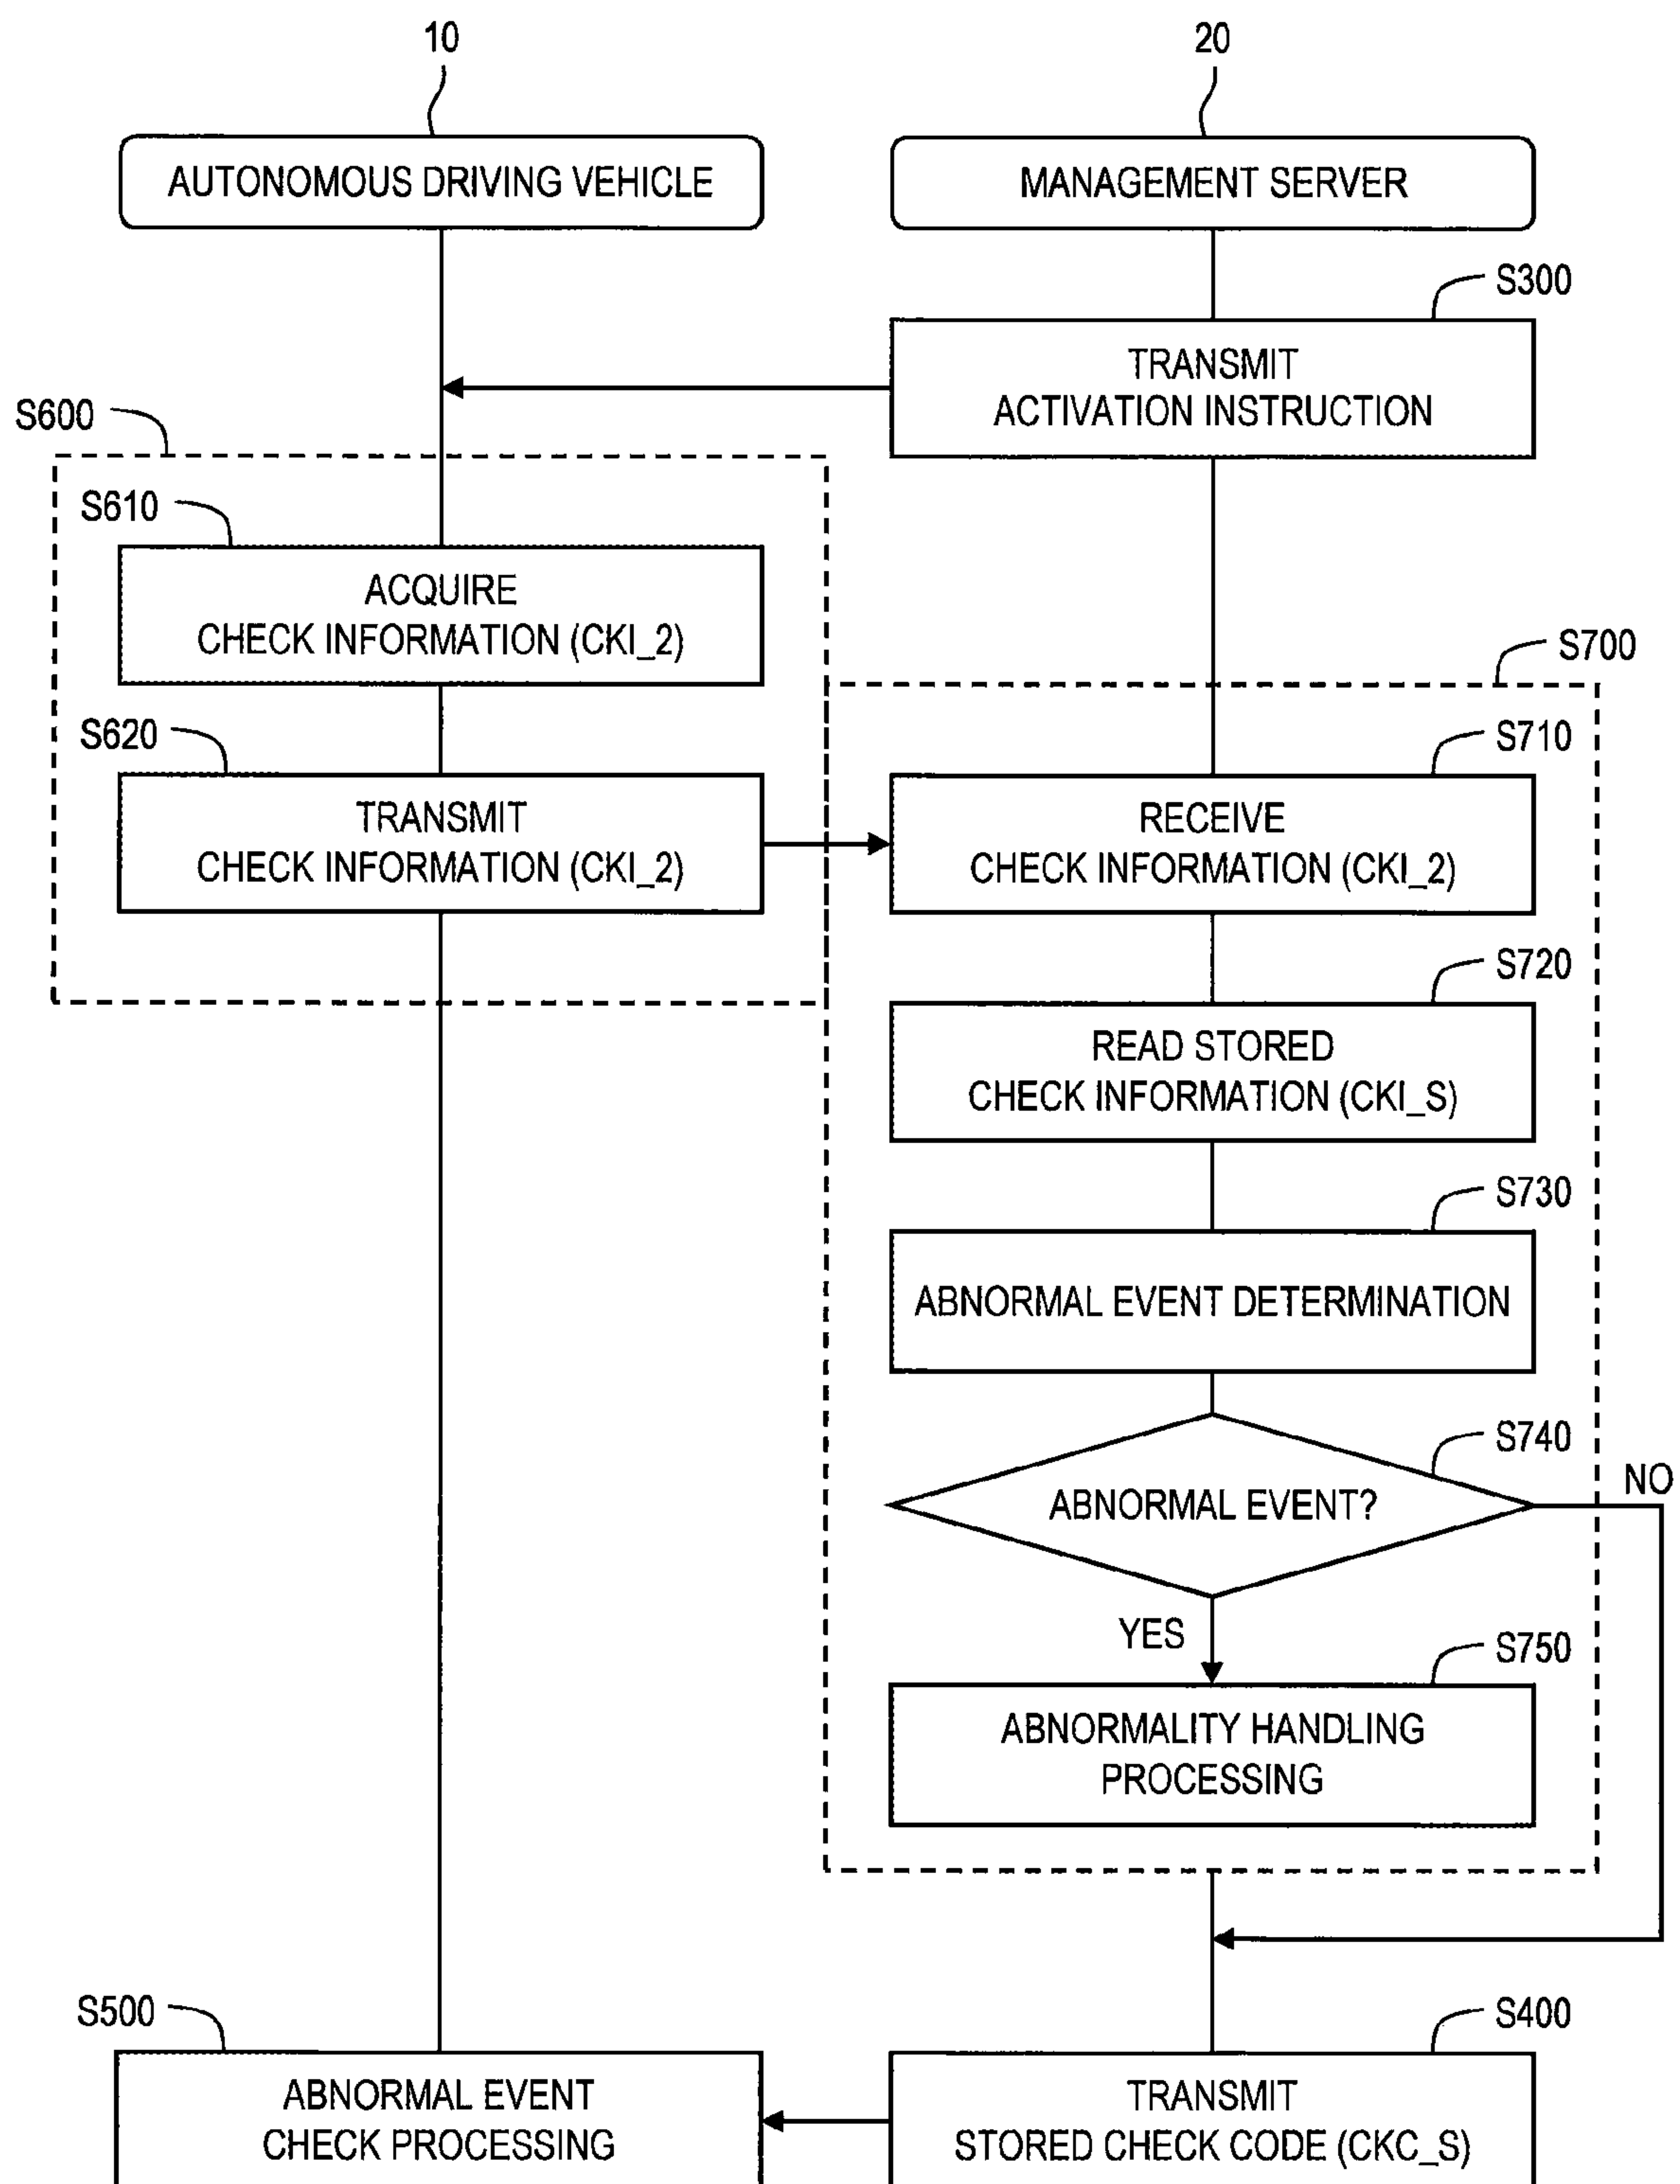 10
20
AUTONOMOUS DRIVING VEHICLE
MANAGEMENT SERVER
S300
TRANSMIT
ACTIVATION INSTRUCTION
S600
S610
ACQUIRE
CHECK INFORMATION (CKI_2)
S700
S620
TRANSMIT
CHECK INFORMATION (CKI_2)
S710
RECEIVE
CHECK INFORMATION (CKI_2)
S720
READ STORED
CHECK INFORMATION (CKI_S)
S730
ABNORMAL EVENT DETERMINATION
S740
ABNORMAL EVENT?
NO
YES
S750
ABNORMALITY HANDLING
PROCESSING
S500
ABNORMAL EVENT
CHECK PROCESSING
S400
TRANSMIT
STORED CHECK CODE (CKC_S)